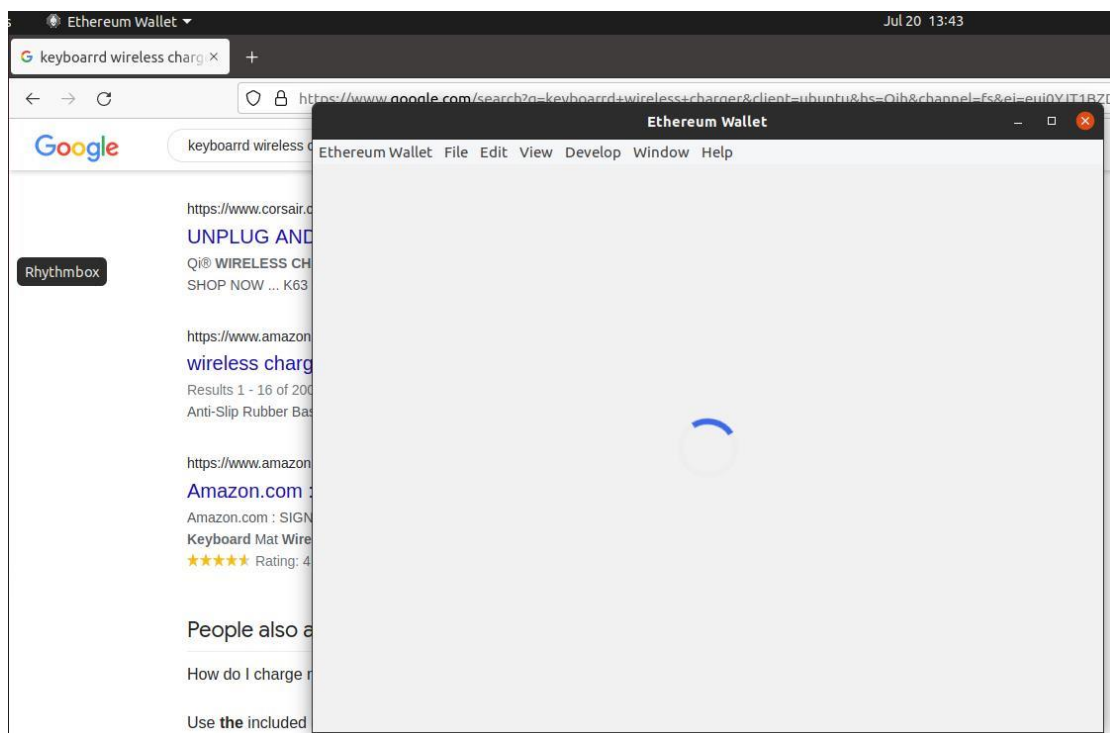 Ethereum Wallet
Jul 20 13:43
keyboarrd wireless charg
https://www.google.com/search?q=keyboarrd+wireless+charger&client=ubuntu&hs=Oih&channel=fs&ei=
Ethereum Wallet
Google
keyboarrd wireless
Ethereum Wallet File Edit View Develop Window Help
https://www.corsair.c
UNPLUG AND
Qi® WIRELESS CH
SHOP NOW ... K63
Rhythmbox
https://www.amazon
wireless charg
Results 1 - 16 of 200
Anti-Slip Rubber Bas
https://www.amazon
Amazon.com :
Amazon.com : SIGN
Keyboard Mat Wire
Rating: 4
People also a
How do I charge
Use the included